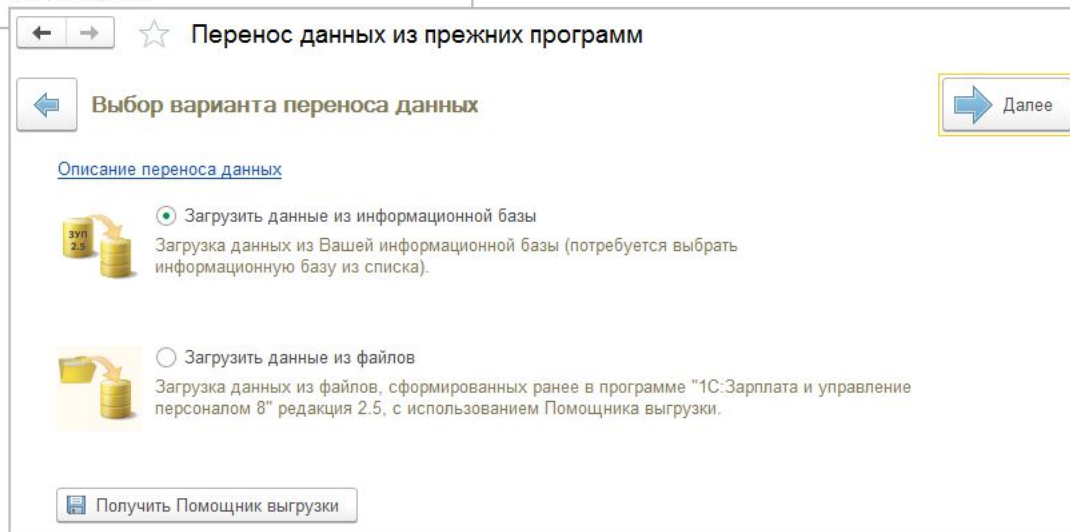 Перенос данных из прежних программ
Выбор варианта переноса данных
Далее
Описание переноса данных
ЗУП
2.5
Загрузить данные из информационной базы
Загрузка данных из Вашей информационной базы (потребуется выбрать
информационную базу из списка).
Загрузить данные из файлов
Загрузка данных из файлов, сформированных ранее в программе "1С:Зарплата и управление
персоналом 8" редакция 2.5, с использованием Помощника выгрузки.
Получить Помощник выгрузки